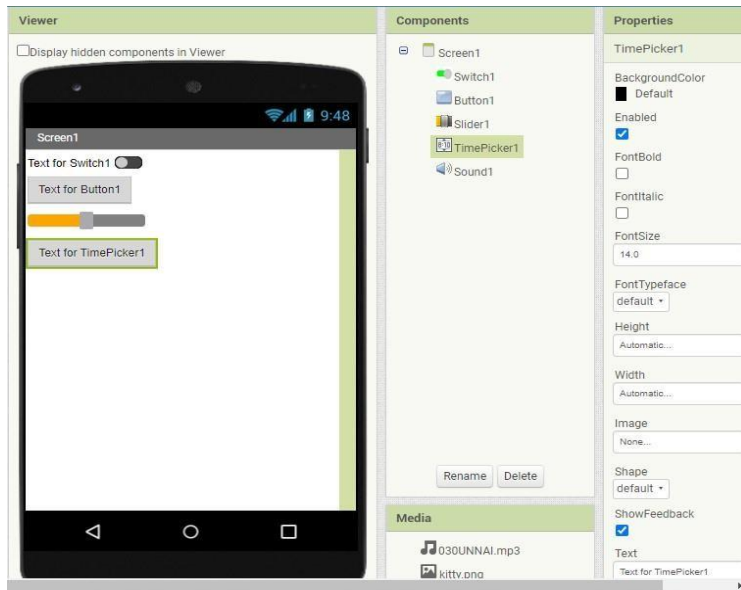 Viewer
Display hidden components in Viewer
9:48
Screen1
Text for Switch1
Text for Button1
Text for TimePicker1
Components
Screen1
Switch1
Button1
Slider1
TimePicker1
Sound1
Rename
Delete
Media
030UNNAI.mp3
kitty.png
Properties
TimePicker1
BackgroundColor
Default
Enabled
FontBold
FontItalic
FontSize
14.0
FontTypeface
default
Height
Automatic...
Width
Automatic...
Image
None...
Shape
default
ShowFeedback
Text
Text for TimePicker1